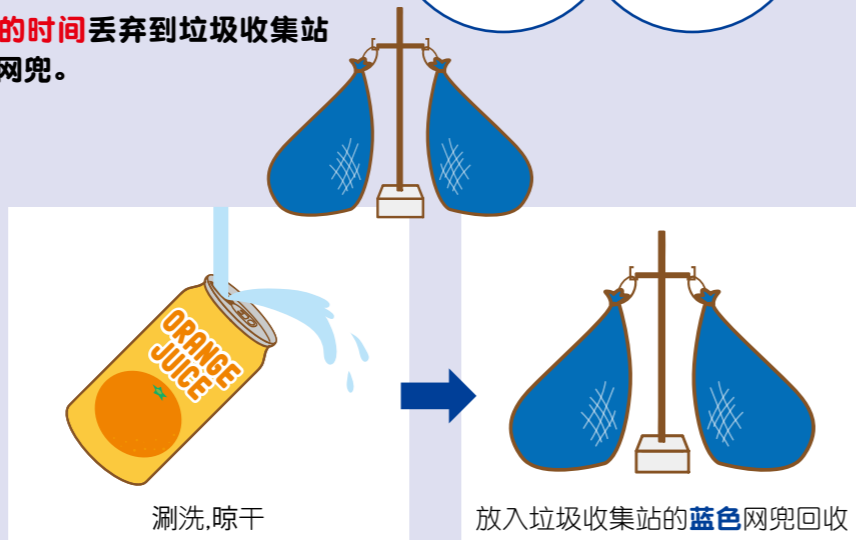 的时间丢弃到垃圾收集站
网兜。
ORANGE
JUICE
涮洗,晾干
放入垃圾收集站的蓝色网兜回收